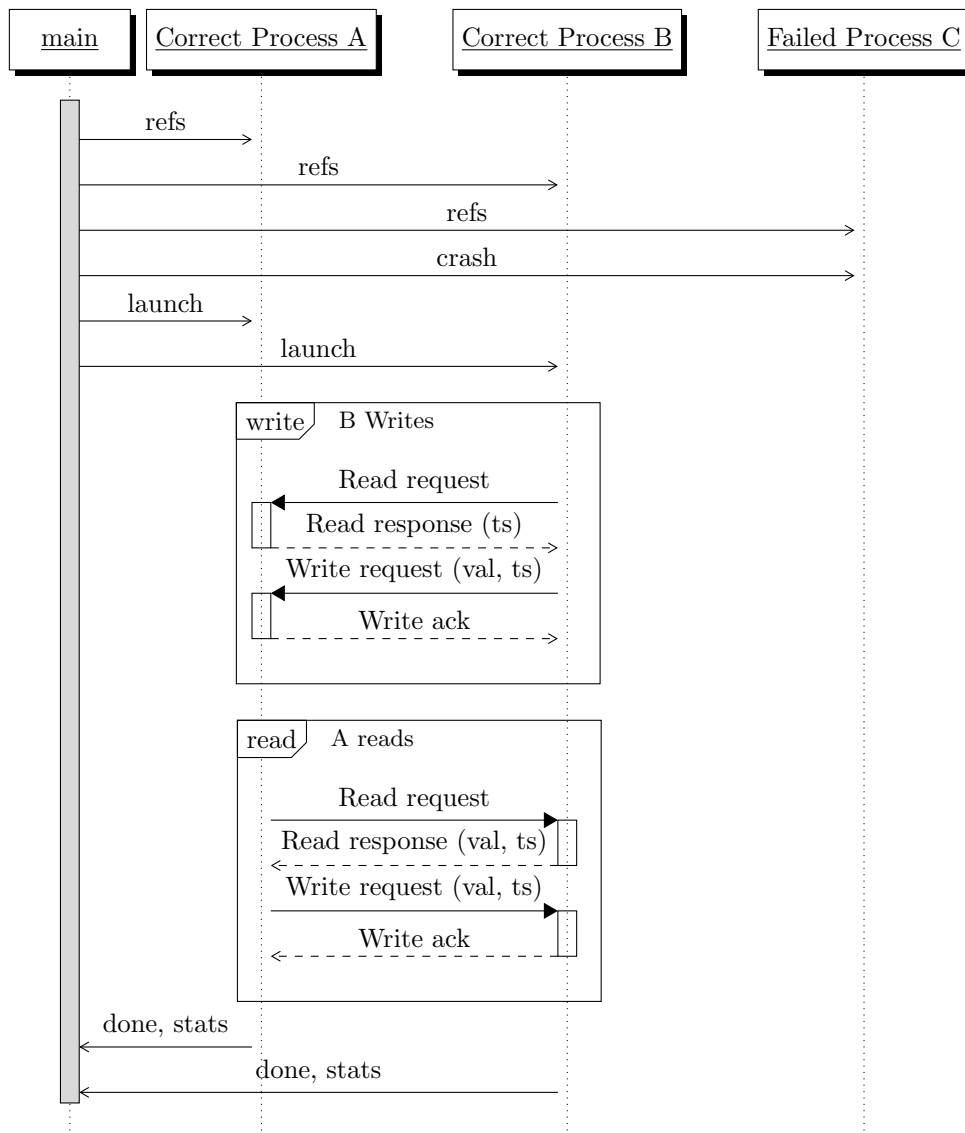 main
Correct Process A
Correct Process B
Failed Process C
refs
refs
refs
crash
launch
launch
write
B Writes
Read request
Read response (ts)
Write request (val, ts)
Write ack
read
A reads
Read request
Read response (val, ts)
Write request (val, ts)
Write ack
done, stats
done, stats